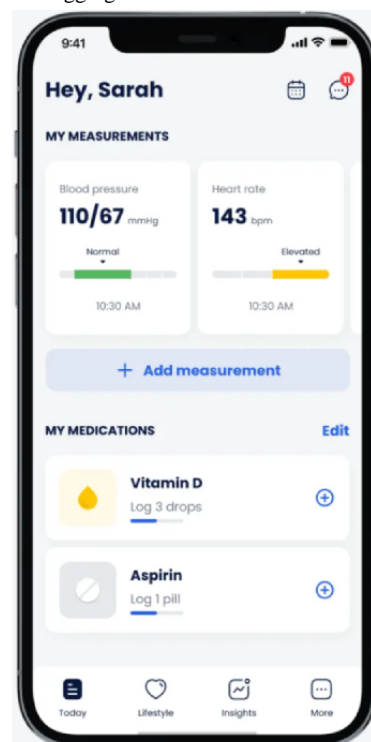 9:41
Hey, Sarah
11
MY MEASUREMENTS
Blood pressure
110/67 mmHg
Normal
10:30 AM
Heart rate
143 bpm
Elevated
10:30 AM
+ Add measurement
MY MEDICATIONS
Edit
Vitamin D
Log 3 drops
Aspirin
Log 1 pill
Today
Lifestyle
Insights
More